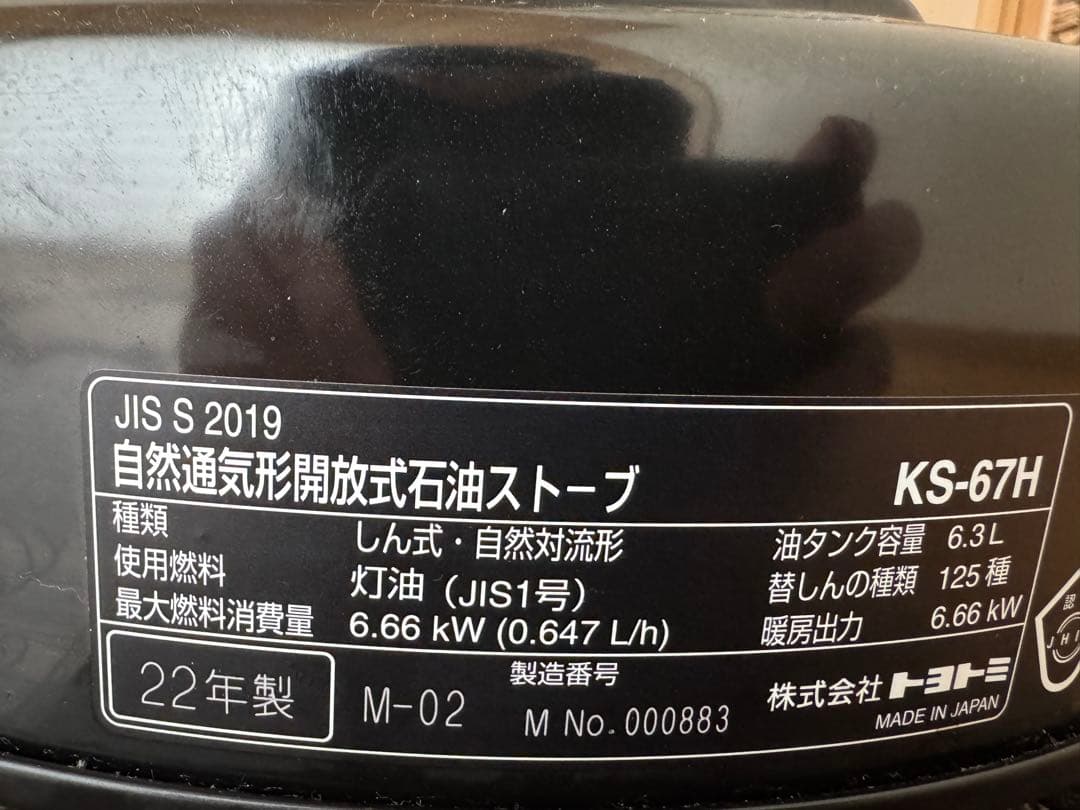 JIS S 2019
自然通気形開放式石油ストーブ KS-67H
種類 しん式・自然対流形 油タンク容量 6.3L
使用燃料 灯油（JIS1号） 替しんの種類 125種
最大燃料消費量 6.66 kW (0.647 L/h) 暖房出力 6.66 kW
製造番号
22年製 M-02 M No.000883 株式会社トヨトミ
MADE IN JAPAN
認
JHI